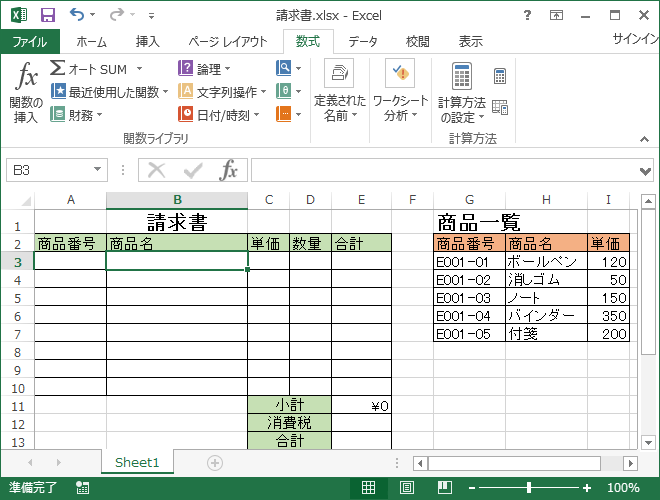 請求書.xlsx - Excel
ファイル ホーム 挿入 ページ レイアウト 数式 データ 校閲 表示 サインイン
fx Σ オート SUM ? 論理
関数の挿入 最近使用した関数 A 文字列操作 θ 定義された名前 ワークシート分析 計算方法の設定
財務 日付/時刻
関数ライブラリ 計算方法
B3 fx
A B C D E F G H I
1 請求書 商品一覧
2 商品番号 商品名 単価 数量 合計 商品番号 商品名 単価
3 E001-01 ボールペン 120
4 E001-02 消しゴム 50
5 E001-03 ノート 150
6 E001-04 バインダー 350
7 E001-05 付箋 200
8
9
10
11 小計 ¥0
12 消費税
13 合計
Sheet1
準備完了 100%